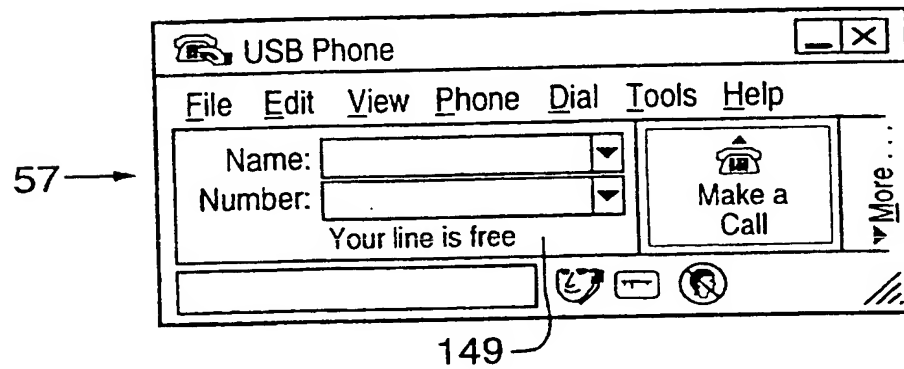 USB Phone
File Edit View Phone Dial Tools Help
Name:
Number:
Your line is free
Make a
Call
More...
57
149